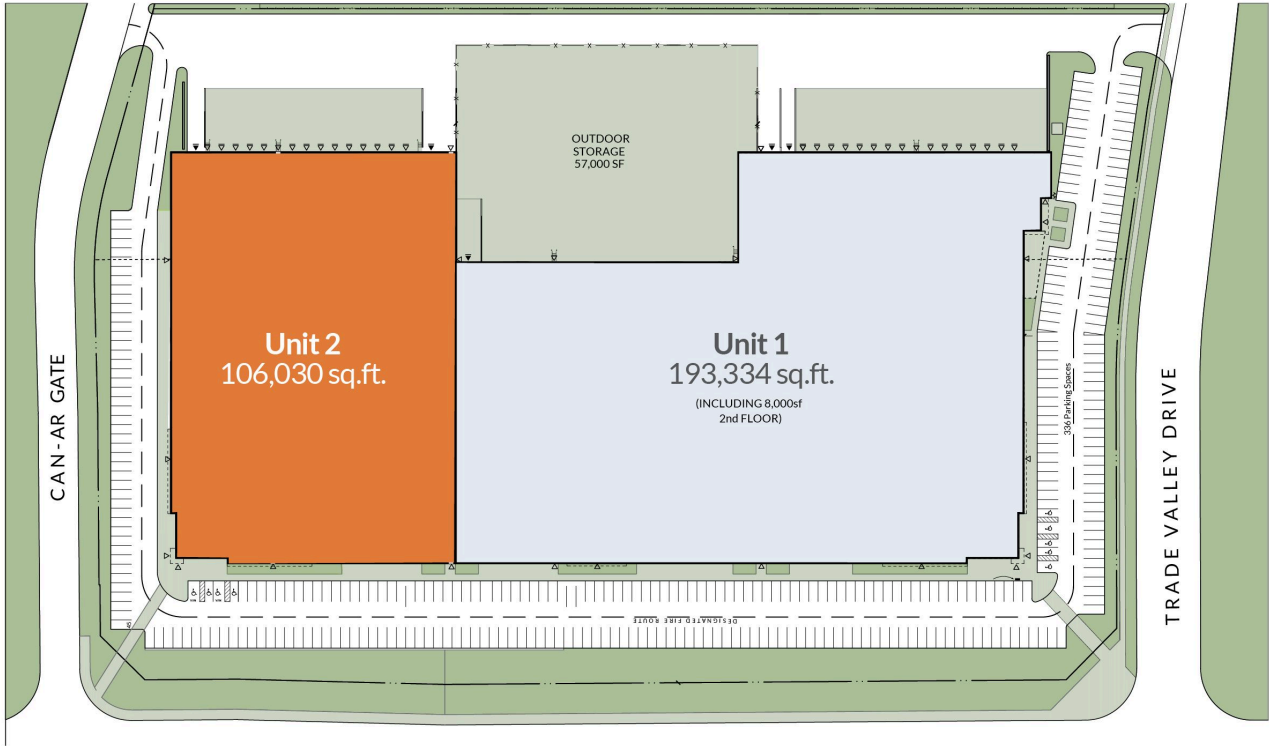 OUTDOOR
STORAGE
57,000 SF
Unit 2
106,030 sq.ft.
Unit 1
193,334 sq.ft.
(INCLUDING 8,000sf
2nd FLOOR)
CAN-AR GATE
336 Parking Spaces
TRADE VALLEY DRIVE
DESIGNATED FIRE ROUTE